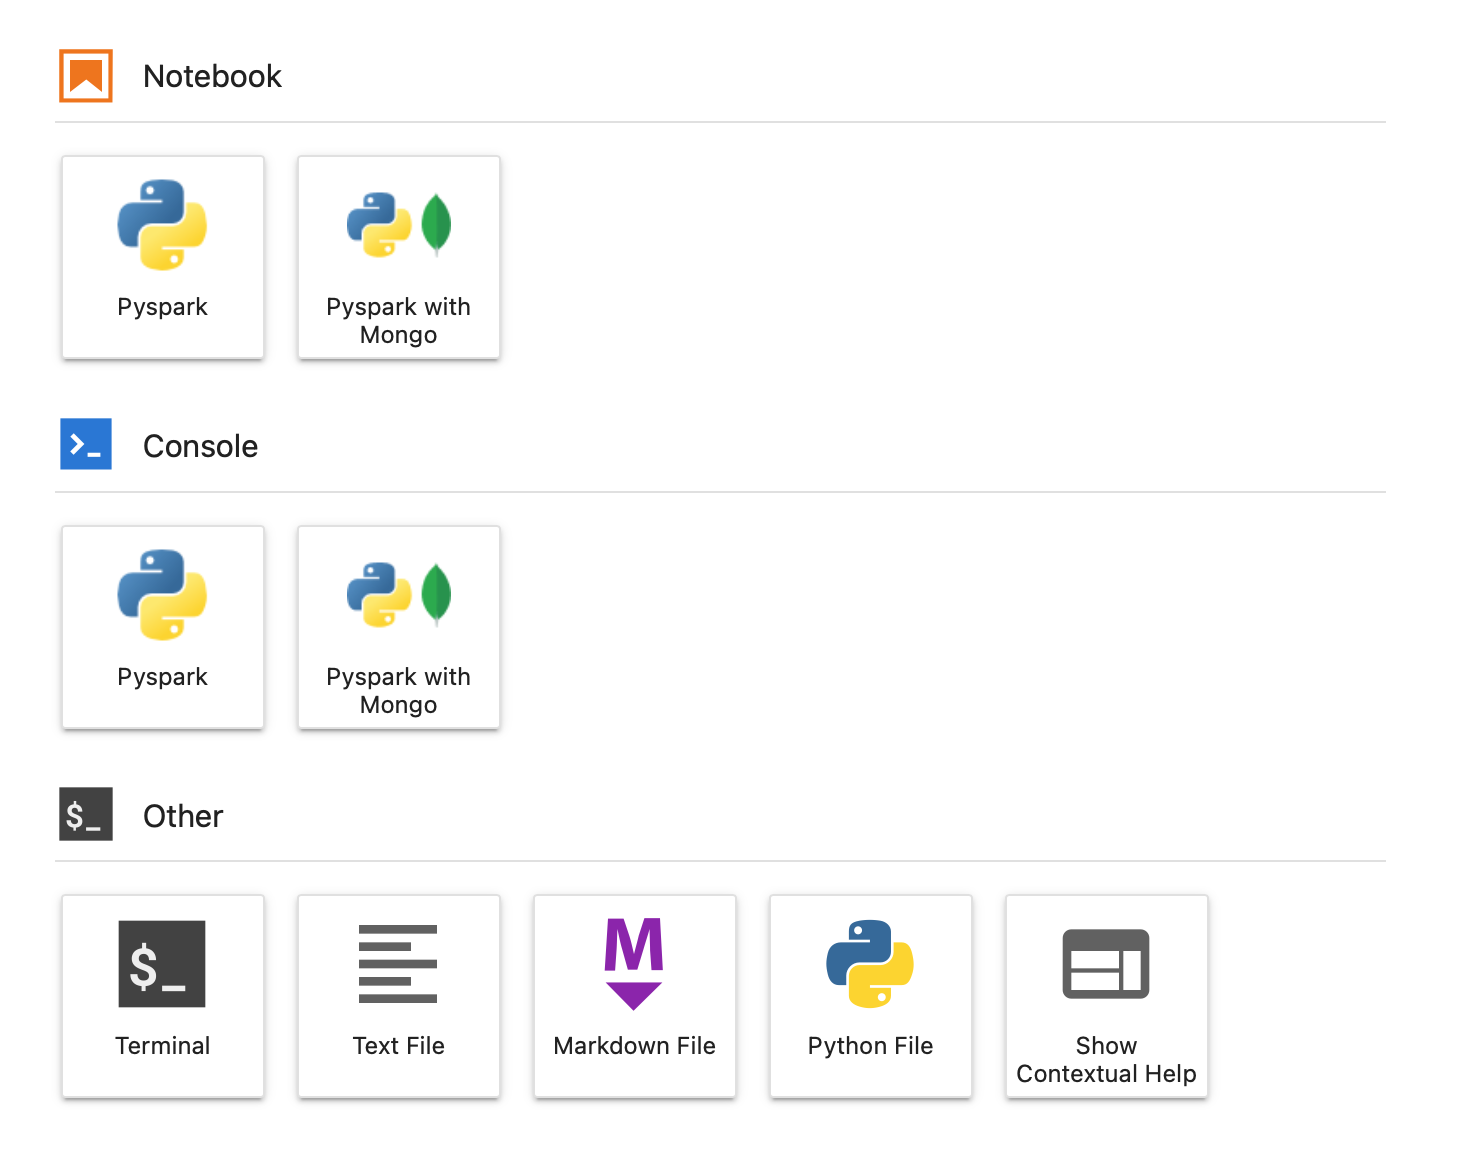 Notebook
Pyspark
Pyspark with
Mongo
>_
Console
Pyspark
Pyspark with
Mongo
$_
Other
$_
Terminal
Text File
M
Markdown File
Python File
Show
Contextual Help